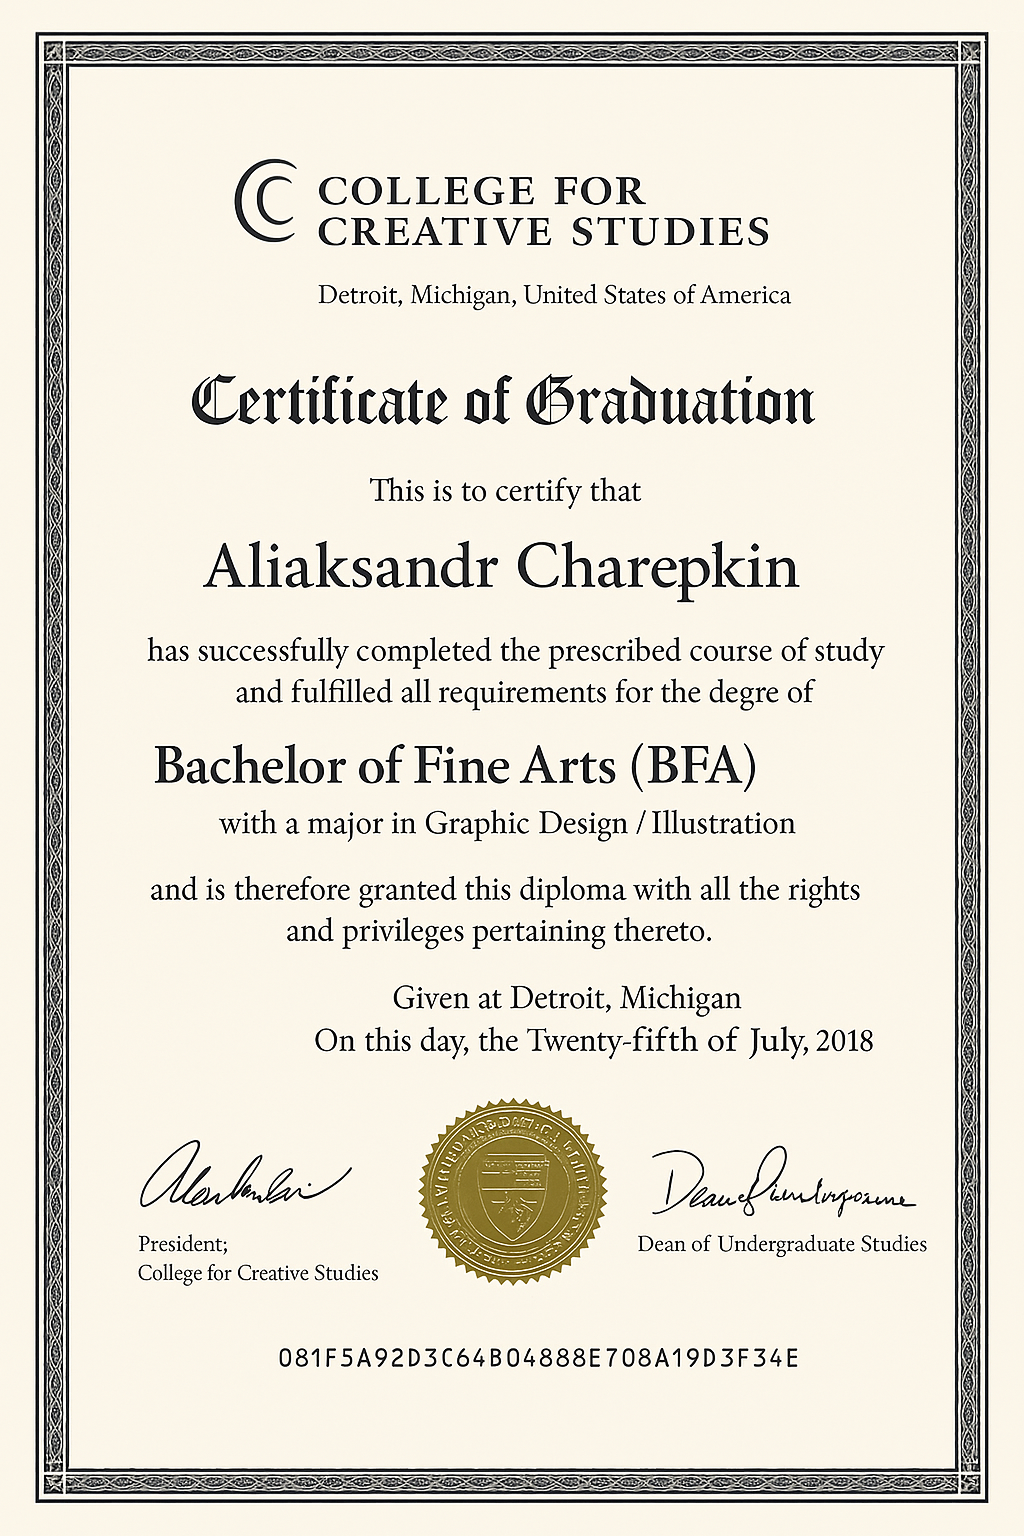 COLLEGE FOR
CREATIVE STUDIES
Detroit, Michigan, United States of America
Certificate of Graduation
This is to certify that
Aliaksandr Charepkin
has successfully completed the prescribed course of study
and fulfilled all requirements for the degre of
Bachelor of Fine Arts (BFA)
with a major in Graphic Design / Illustration
and is therefore granted this diploma with all the rights
and privileges pertaining thereto.
Given at Detroit, Michigan
On this day, the Twenty-fifth of July, 2018
President;
College for Creative Studies
Dean of Undergraduate Studies
081F5A92D3C64B04888E708A19D3F34E